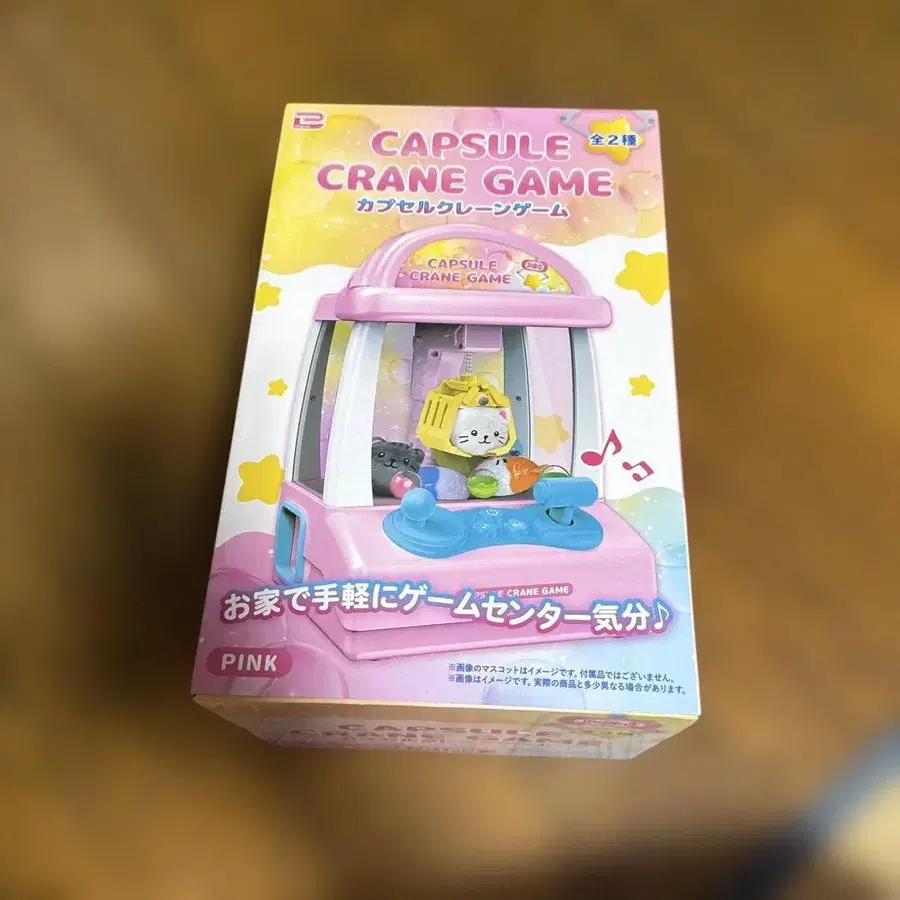 CAPSULE
CRANE GAME
全2種
カプセルクレーンゲーム
CAPSULE
CRANE GAME
CRANE GAME
お家で手軽にゲームセンター気分♪
PINK
※画像のマスコットはイメージです。付属品ではございません。
※画像はイメージです。実際の商品と多少異なる場合があります。
CAPSULE
CRANE GAME